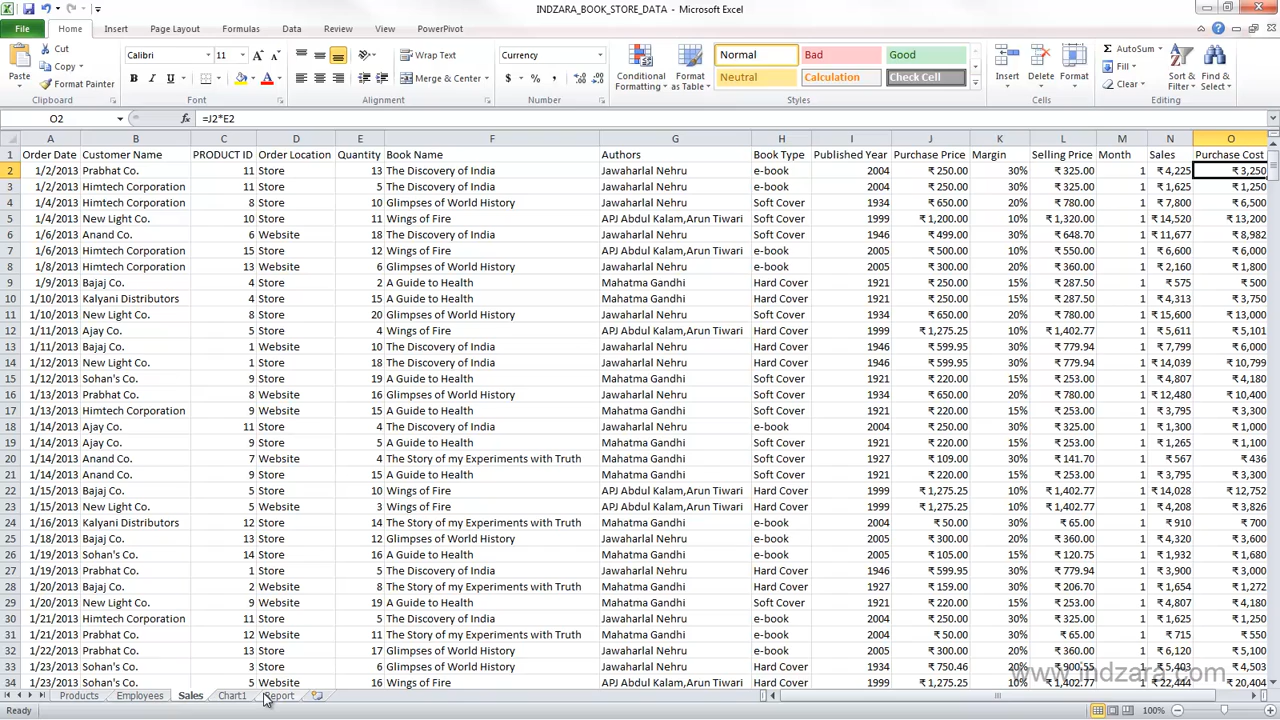 INDZARA_BOOK_STORE_DATA - Microsoft Excel
File Home Insert Page Layout Formulas Data Review View PowerPivot
Paste Cut Copy Format Painter Clipboard
Calibri 11 B I U Font
Wrap Text Merge & Center Alignment
Currency $ % , Number
Conditional Formatting Format as Table Normal Bad Good Neutral Calculation Check Cell Styles
Insert Delete Format Cells
AutoSum Fill Clear Sort & Filter Find & Select Editing
O2 fx =J2*E2
A B C D E F G H I J K L M N O
1 Order Date Customer Name PRODUCT ID Order Location Quantity Book Name Authors Book Type Published Year Purchase Price Margin Selling Price Month Sales Purchase Cost
2 1/2/2013 Prabhat Co. 11 Store 13 The Discovery of India Jawaharlal Nehru e-book 2004 ₹ 250.00 30% ₹ 325.00 1 ₹ 4,225 ₹ 3,250
3 1/2/2013 Himtech Corporation 11 Store 5 The Discovery of India Jawaharlal Nehru e-book 2004 ₹ 250.00 30% ₹ 325.00 1 ₹ 1,625 ₹ 1,250
4 1/4/2013 Himtech Corporation 8 Store 10 Glimpses of World History Jawaharlal Nehru Soft Cover 1934 ₹ 650.00 20% ₹ 780.00 1 ₹ 7,800 ₹ 6,500
5 1/4/2013 New Light Co. 10 Store 11 Wings of Fire APJ Abdul Kalam,Arun Tiwari Soft Cover 1999 ₹ 1,200.00 10% ₹ 1,320.00 1 ₹ 14,520 ₹ 13,200
6 1/6/2013 Anand Co. 6 Website 18 The Discovery of India Jawaharlal Nehru Soft Cover 1946 ₹ 499.00 30% ₹ 648.70 1 ₹ 11,677 ₹ 8,982
7 1/6/2013 Himtech Corporation 15 Store 12 Wings of Fire APJ Abdul Kalam,Arun Tiwari e-book 2005 ₹ 500.00 10% ₹ 550.00 1 ₹ 6,600 ₹ 6,000
8 1/8/2013 Himtech Corporation 13 Website 6 Glimpses of World History Jawaharlal Nehru e-book 2005 ₹ 300.00 20% ₹ 360.00 1 ₹ 2,160 ₹ 1,800
9 1/9/2013 Bajaj Co. 4 Store 2 A Guide to Health Mahatma Gandhi Hard Cover 1921 ₹ 250.00 15% ₹ 287.50 1 ₹ 575 ₹ 500
10 1/10/2013 Kalyani Distributors 4 Store 15 A Guide to Health Mahatma Gandhi Hard Cover 1921 ₹ 250.00 15% ₹ 287.50 1 ₹ 4,313 ₹ 3,750
11 1/10/2013 New Light Co. 8 Store 20 Glimpses of World History Jawaharlal Nehru Soft Cover 1934 ₹ 650.00 20% ₹ 780.00 1 ₹ 15,600 ₹ 13,000
12 1/11/2013 Ajay Co. 5 Store 4 Wings of Fire APJ Abdul Kalam,Arun Tiwari Hard Cover 1999 ₹ 1,275.25 10% ₹ 1,402.77 1 ₹ 5,611 ₹ 5,101
13 1/11/2013 Bajaj Co. 1 Website 10 The Discovery of India Jawaharlal Nehru Hard Cover 1946 ₹ 599.95 30% ₹ 779.94 1 ₹ 7,799 ₹ 6,000
14 1/12/2013 New Light Co. 1 Store 18 The Discovery of India Jawaharlal Nehru Hard Cover 1946 ₹ 599.95 30% ₹ 779.94 1 ₹ 14,039 ₹ 10,799
15 1/12/2013 Sohan's Co. 9 Store 19 A Guide to Health Mahatma Gandhi Soft Cover 1921 ₹ 220.00 15% ₹ 253.00 1 ₹ 4,807 ₹ 4,180
16 1/13/2013 Prabhat Co. 8 Website 16 Glimpses of World History Jawaharlal Nehru Soft Cover 1934 ₹ 650.00 20% ₹ 780.00 1 ₹ 12,480 ₹ 10,400
17 1/13/2013 Himtech Corporation 9 Website 15 A Guide to Health Mahatma Gandhi Soft Cover 1921 ₹ 220.00 15% ₹ 253.00 1 ₹ 3,795 ₹ 3,300
18 1/14/2013 Ajay Co. 11 Store 4 The Discovery of India Jawaharlal Nehru e-book 2004 ₹ 250.00 30% ₹ 325.00 1 ₹ 1,300 ₹ 1,000
19 1/14/2013 Ajay Co. 9 Store 5 A Guide to Health Mahatma Gandhi Soft Cover 1921 ₹ 220.00 15% ₹ 253.00 1 ₹ 1,265 ₹ 1,100
20 1/14/2013 Anand Co. 7 Website 4 The Story of my Experiments with Truth Mahatma Gandhi Soft Cover 1927 ₹ 109.00 30% ₹ 141.70 1 ₹ 567 ₹ 436
21 1/14/2013 Anand Co. 9 Store 15 A Guide to Health Mahatma Gandhi Soft Cover 1921 ₹ 220.00 15% ₹ 253.00 1 ₹ 3,795 ₹ 3,300
22 1/15/2013 Bajaj Co. 5 Store 10 Wings of Fire APJ Abdul Kalam,Arun Tiwari Hard Cover 1999 ₹ 1,275.25 10% ₹ 1,402.77 1 ₹ 14,028 ₹ 12,752
23 1/15/2013 New Light Co. 5 Website 3 Wings of Fire APJ Abdul Kalam,Arun Tiwari Hard Cover 1999 ₹ 1,275.25 10% ₹ 1,402.77 1 ₹ 4,208 ₹ 3,826
24 1/16/2013 Kalyani Distributors 12 Store 14 The Story of my Experiments with Truth Mahatma Gandhi e-book 2004 ₹ 50.00 30% ₹ 65.00 1 ₹ 910 ₹ 700
25 1/18/2013 Bajaj Co. 13 Store 12 Glimpses of World History Jawaharlal Nehru e-book 2005 ₹ 300.00 20% ₹ 360.00 1 ₹ 4,320 ₹ 3,600
26 1/19/2013 Sohan's Co. 14 Store 16 A Guide to Health Mahatma Gandhi e-book 2005 ₹ 105.00 15% ₹ 120.75 1 ₹ 1,932 ₹ 1,680
27 1/19/2013 Prabhat Co. 1 Store 5 The Discovery of India Jawaharlal Nehru Hard Cover 1946 ₹ 599.95 30% ₹ 779.94 1 ₹ 3,900 ₹ 3,000
28 1/20/2013 Bajaj Co. 2 Website 8 The Story of my Experiments with Truth Mahatma Gandhi Hard Cover 1927 ₹ 159.00 30% ₹ 206.70 1 ₹ 1,654 ₹ 1,272
29 1/20/2013 New Light Co. 9 Website 19 A Guide to Health Mahatma Gandhi Soft Cover 1921 ₹ 220.00 15% ₹ 253.00 1 ₹ 4,807 ₹ 4,180
30 1/21/2013 Himtech Corporation 11 Store 5 The Discovery of India Jawaharlal Nehru e-book 2004 ₹ 250.00 30% ₹ 325.00 1 ₹ 1,625 ₹ 1,250
31 1/21/2013 Prabhat Co. 12 Website 11 The Story of my Experiments with Truth Mahatma Gandhi e-book 2004 ₹ 50.00 30% ₹ 65.00 1 ₹ 715 ₹ 550
32 1/22/2013 Prabhat Co. 13 Store 17 Glimpses of World History Jawaharlal Nehru e-book 2005 ₹ 300.00 20% ₹ 360.00 1 ₹ 6,120 ₹ 5,100
33 1/23/2013 Sohan's Co. 3 Store 6 Glimpses of World History Jawaharlal Nehru Hard Cover 1934 ₹ 750.46 20% ₹ 900.55 1 ₹ 5,403 ₹ 4,503
34 1/23/2013 Sohan's Co. 5 Website 16 Wings of Fire APJ Abdul Kalam,Arun Tiwari Hard Cover 1999 ₹ 1,275.25 10% ₹ 1,402.77 1 ₹ 22,444 ₹ 20,404
www.indzara.com
Products Employees Sales Chart1 Report
Ready 100%